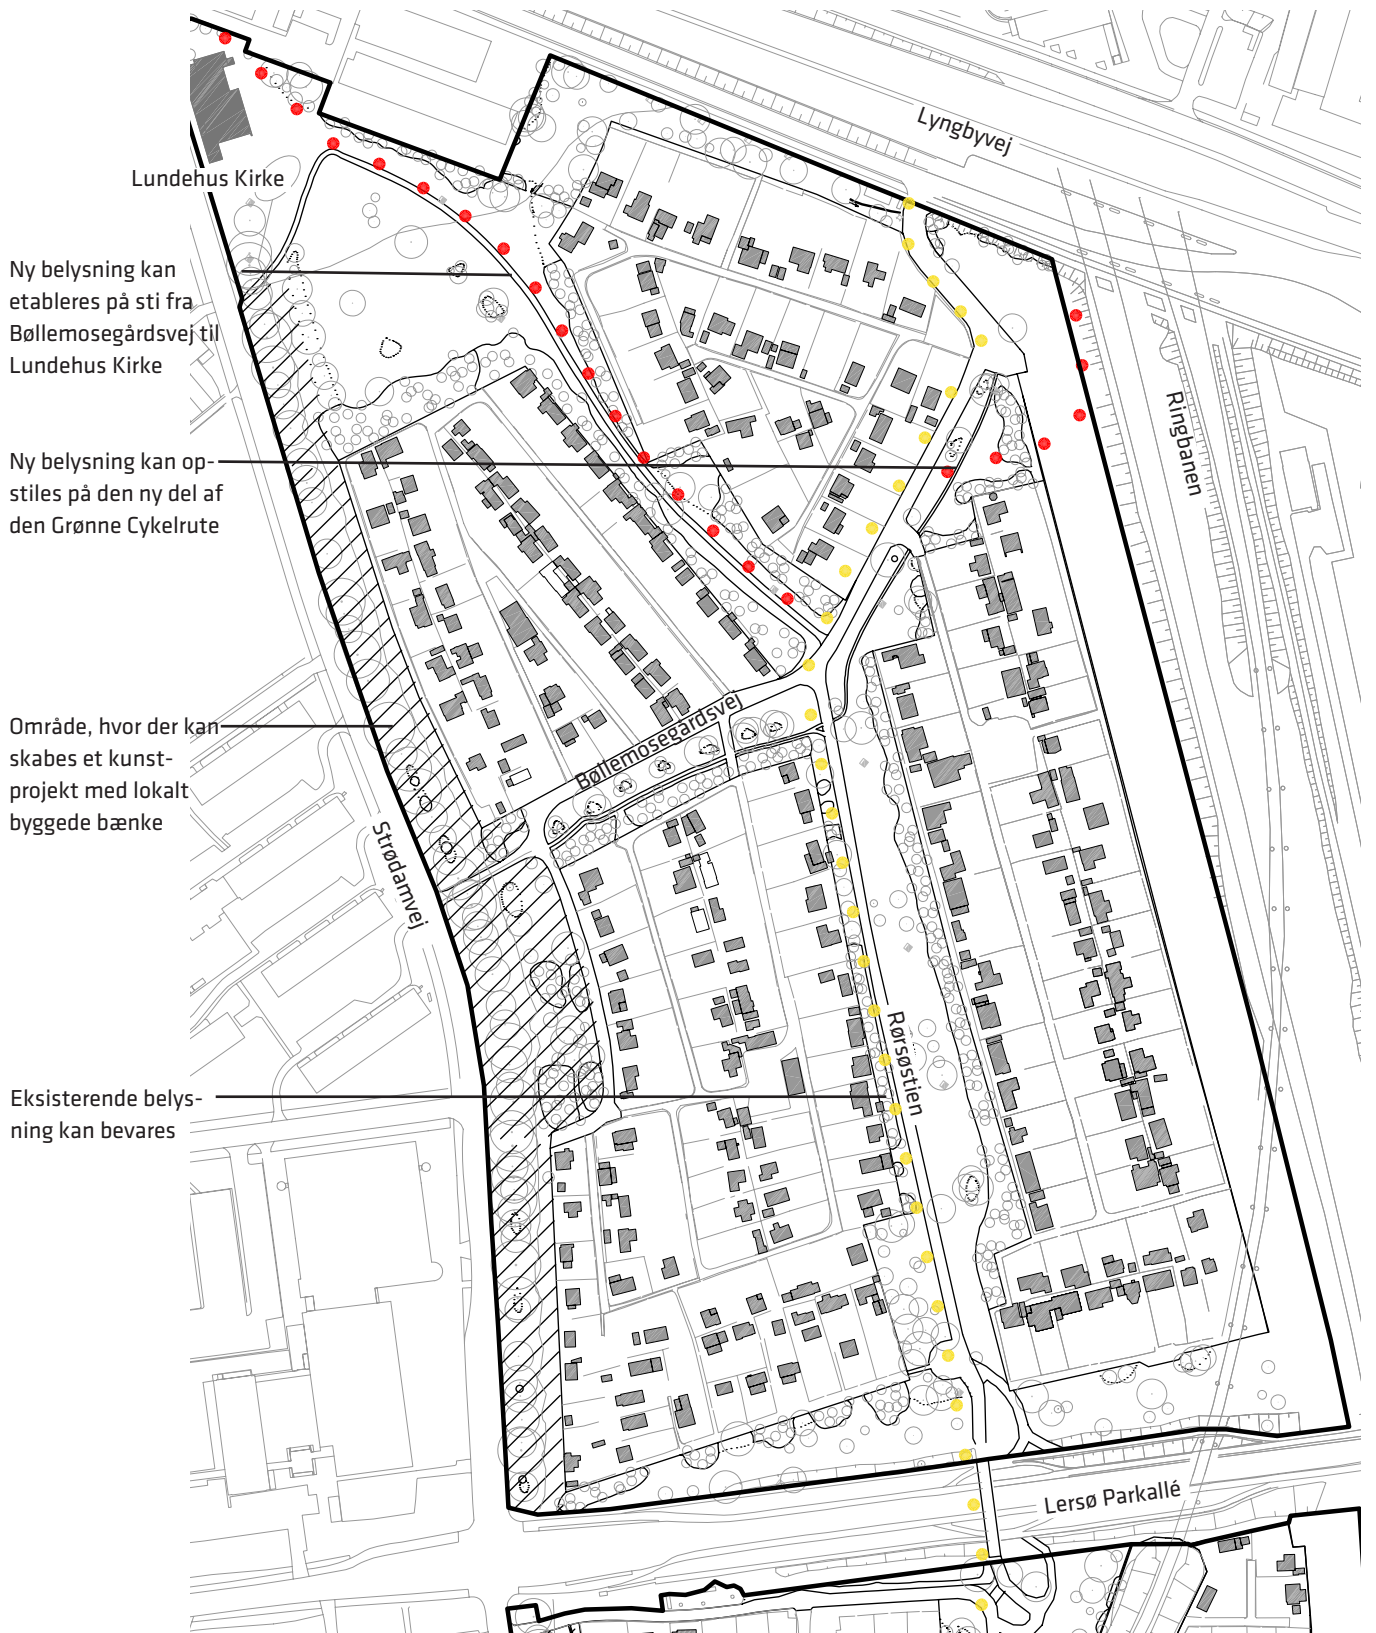 Lyngbyvej
Lundehus Kirke
Ny belysning kan
etableres på sti fra
Bøllemosegårdsvej til
Lundehus Kirke
Ringbanen
Ny belysning kan op-
stiles på den ny del af
den Grønne Cykelrute
Område, hvor der kan
skabes et kunst-
projekt med lokalt
byggede bænke
Bøllemosegårdsvej
Strødamvej
Rørsøstien
Eksisterende belys-
ning kan bevares
Lersø Parkallé